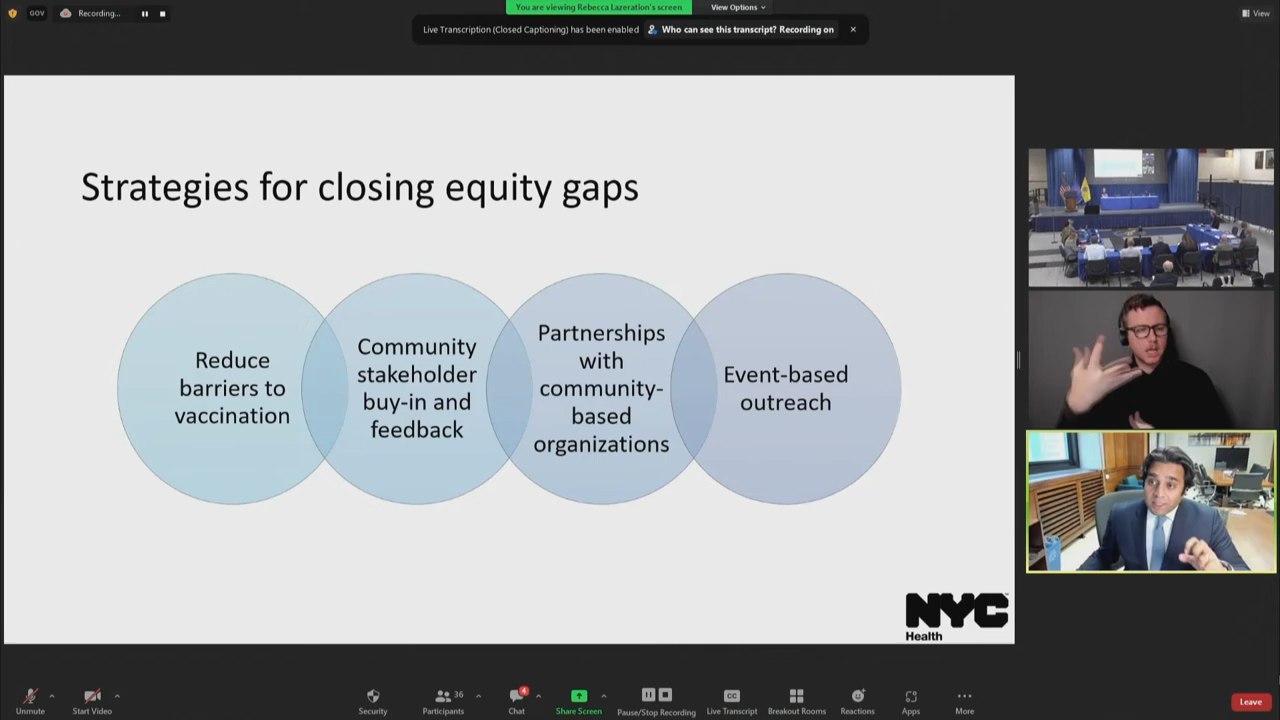 GOV
Recording...
You are viewing Rebecca Lazeration's screen
View Options
View
Live Transcription (Closed Captioning) has been enabled
Who can see this transcript? Recording on
Strategies for closing equity gaps
Reduce
barriers to
vaccination
Community
stakeholder
buy-in and
feedback
Partnerships
with
community-
based
organizations
Event-based
outreach
NYC
Health
Unmute
Start Video
Security
Participants
36
Chat
4
Share Screen
Pause/Stop Recording
CC
Live Transcript
Breakout Rooms
Reactions
Apps
More
Leave